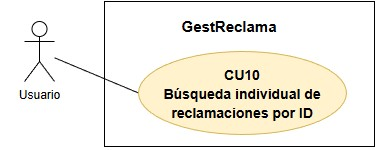 GestReclama
CU10
Búsqueda individual de
reclamaciones por ID
Usuario